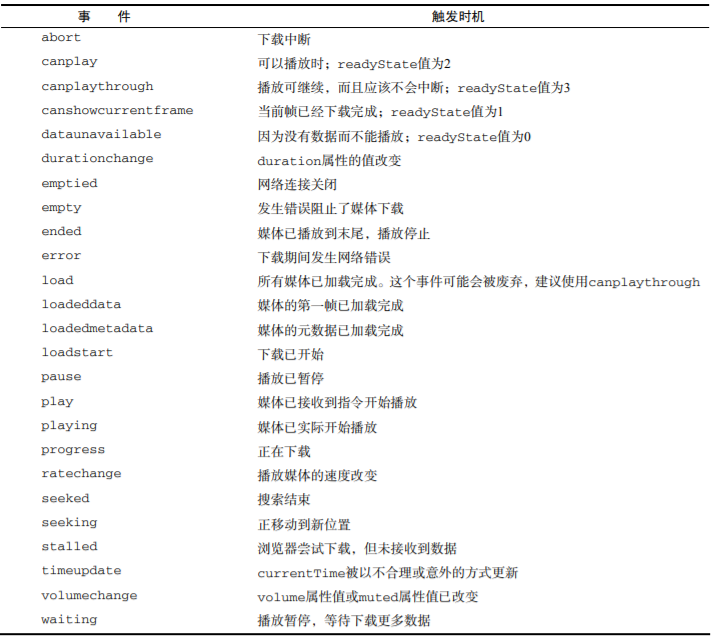 事 件 触发时机
abort 下载中断
canplay 可以播放时；readyState值为2
canplaythrough 播放可继续，而且应该不会中断；readyState值为3
canshowcurrentframe 当前帧已经下载完成；readyState值为1
dataunavailable 因为没有数据而不能播放；readyState值为0
durationchange duration属性的值改变
emptied 网络连接关闭
empty 发生错误阻止了媒体下载
ended 媒体已播放到末尾，播放停止
error 下载期间发生网络错误
load 所有媒体已加载完成。这个事件可能会被废弃，建议使用canplaythrough
loadeddata 媒体的第一帧已加载完成
loadedmetadata 媒体的元数据已加载完成
loadstart 下载已开始
pause 播放已暂停
play 媒体已接收到指令开始播放
playing 媒体已实际开始播放
progress 正在下载
ratechange 播放媒体的速度改变
seeked 搜索结束
seeking 正移动到新位置
stalled 浏览器尝试下载，但未接收到数据
timeupdate currentTime被以不合理或意外的方式更新
volumechange volume属性值或muted属性值已改变
waiting 播放暂停，等待下载更多数据